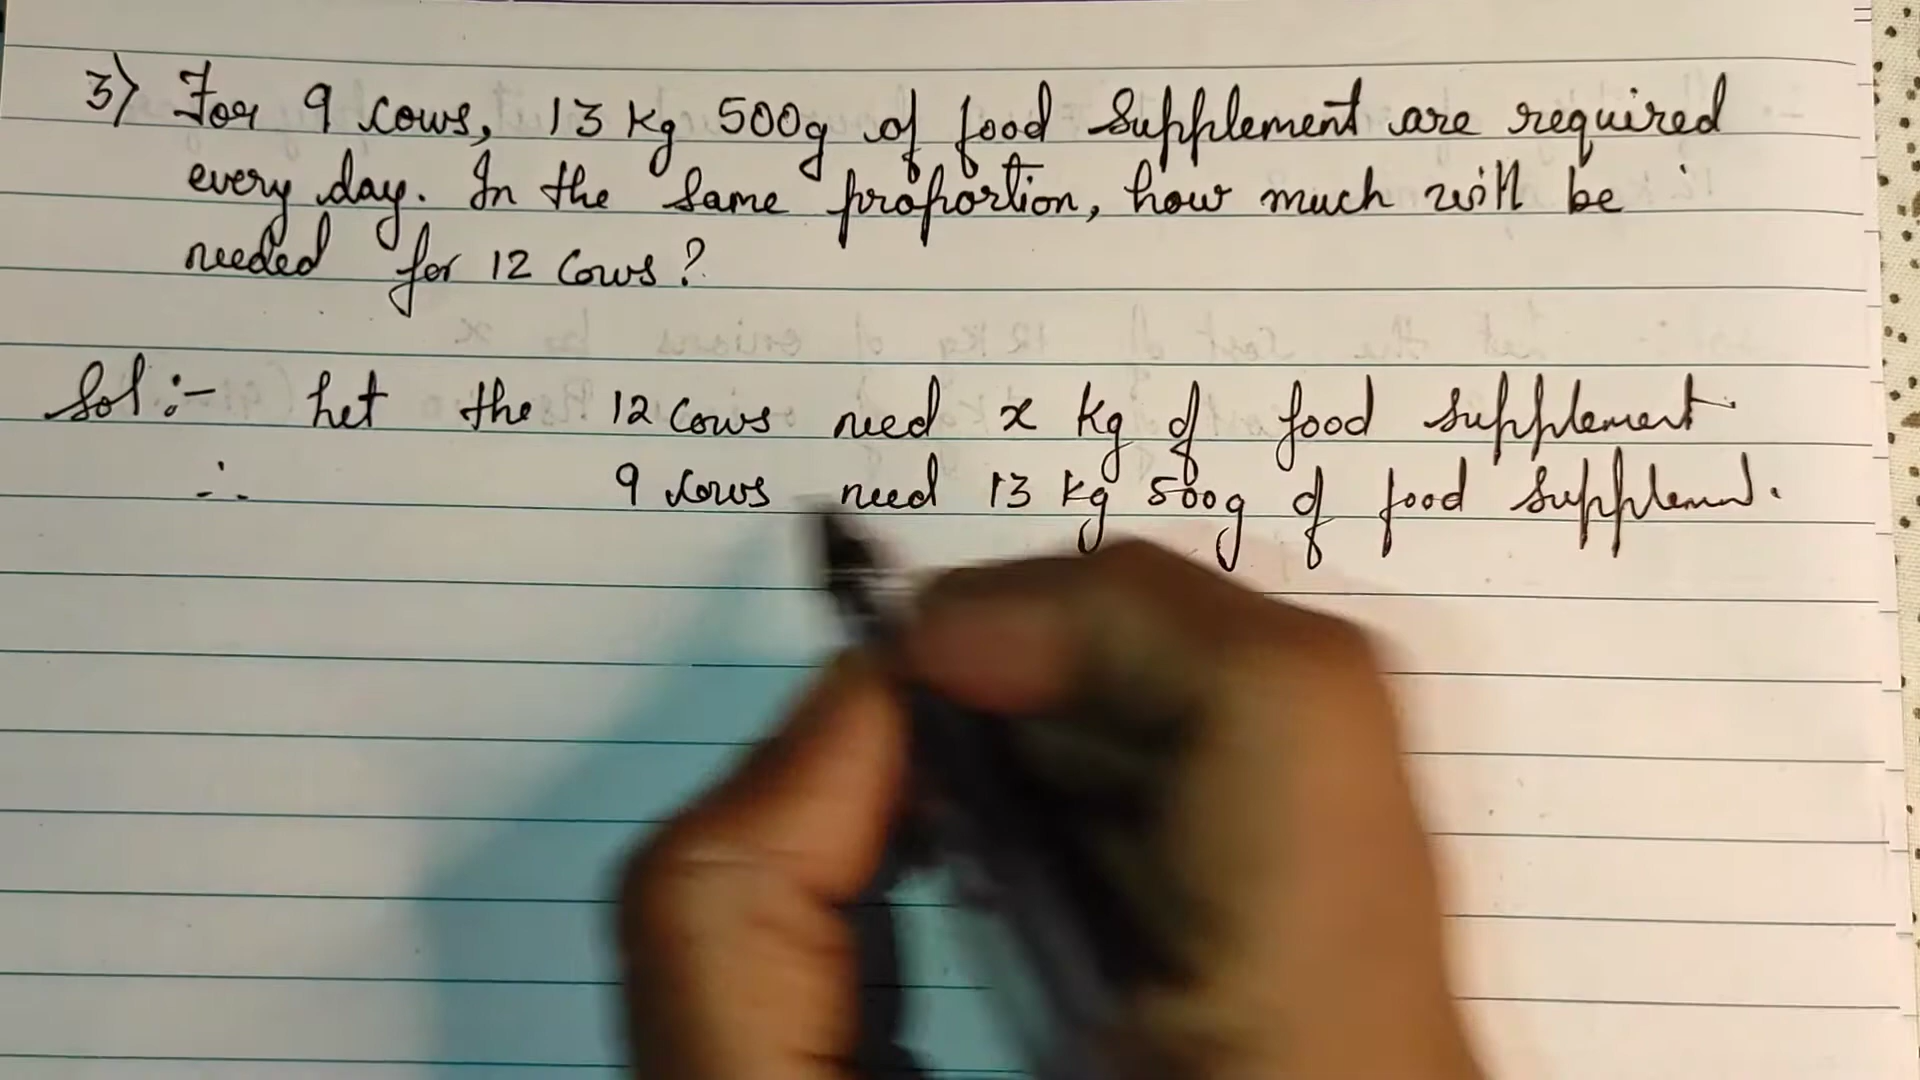 3) For 9 cows, 13 kg 500g of food Supplement are required
every day. In the same proportion, how much will be
needed for 12 Cows?
Sol:- Let the 12 Cows need x kg of food supplement
∴ 9 cows need 13 kg 500g of food